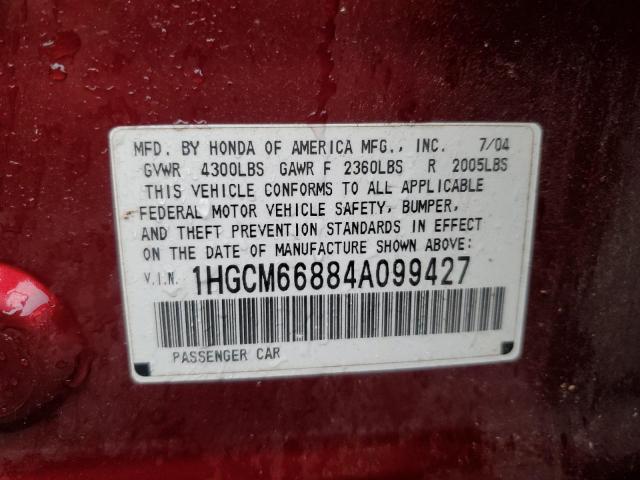 MFD. BY HONDA OF AMERICA MFG., INC. 7/04
GVWR 4300LBS GAWR F 2360LBS R 2005LBS
THIS VEHICLE CONFORMS TO ALL APPLICABLE
FEDERAL MOTOR VEHICLE SAFETY, BUMPER,
AND THEFT PREVENTION STANDARDS IN EFFECT
ON THE DATE OF MANUFACTURE SHOWN ABOVE:
V.I.N. 1HGCM66884A099427
PASSENGER CAR